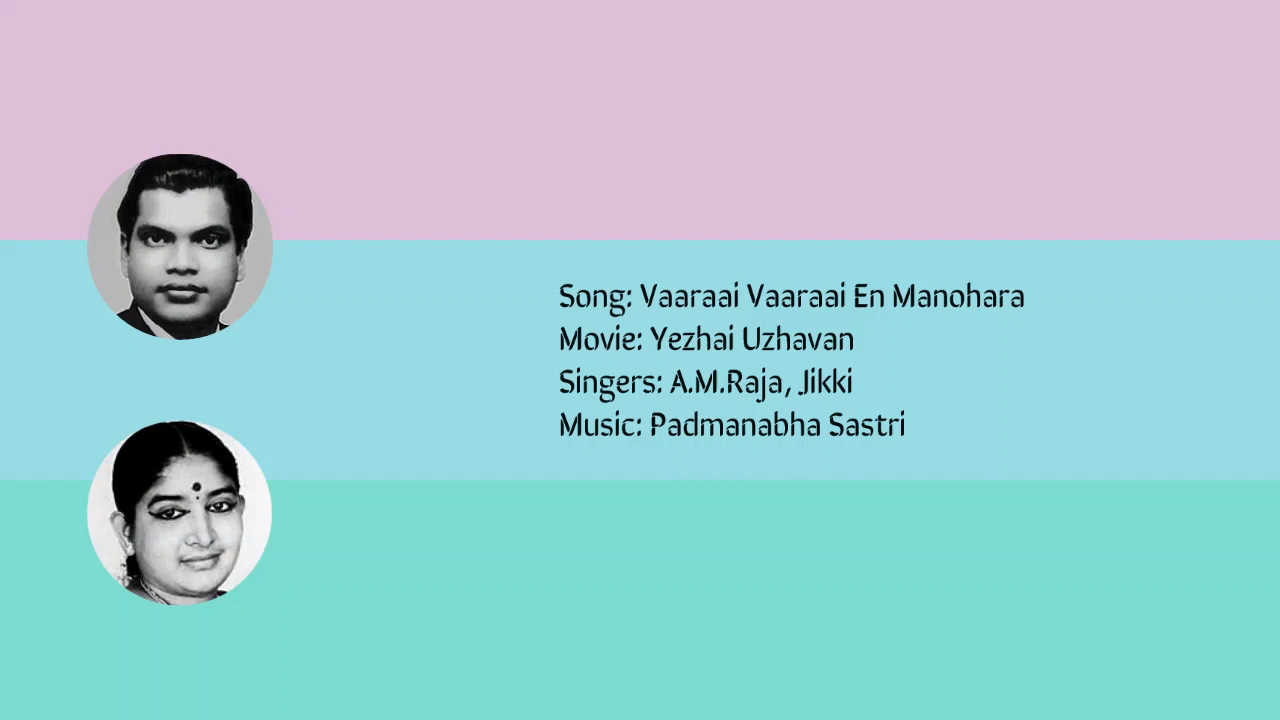 Song: Vaaraai Vaaraai En Manohara
Movie: Yezhai Uzhavan
Singers: A.M.Raja, Jikki
Music: Padmanabha Sastri